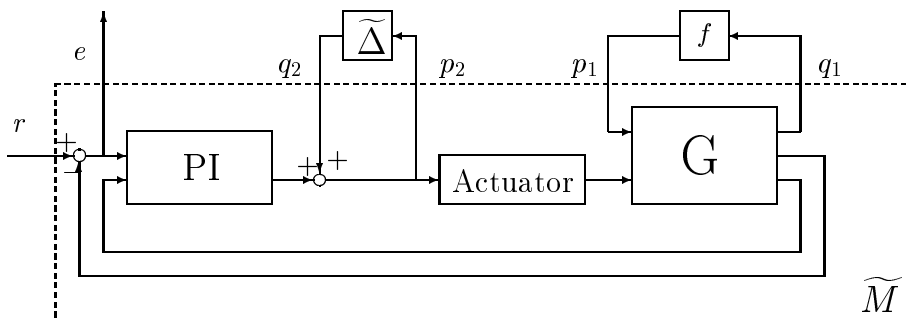 Δ̃
f
e
q₂
p₂
p₁
q₁
r
+
−
PI
+
+
Actuator
G
M̃